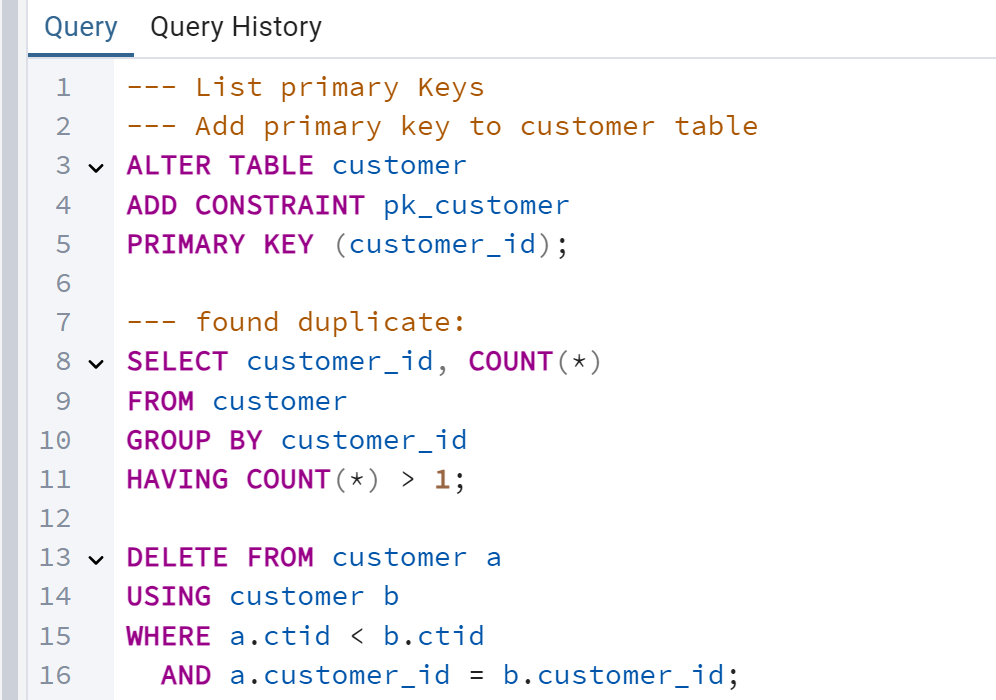 Query Query History
1 --- List primary Keys
2 --- Add primary key to customer table
3 ALTER TABLE customer
4 ADD CONSTRAINT pk_customer
5 PRIMARY KEY (customer_id);
6
7 --- found duplicate:
8 SELECT customer_id, COUNT(*)
9 FROM customer
10 GROUP BY customer_id
11 HAVING COUNT(*) > 1;
12
13 DELETE FROM customer a
14 USING customer b
15 WHERE a.ctid < b.ctid
16   AND a.customer_id = b.customer_id;